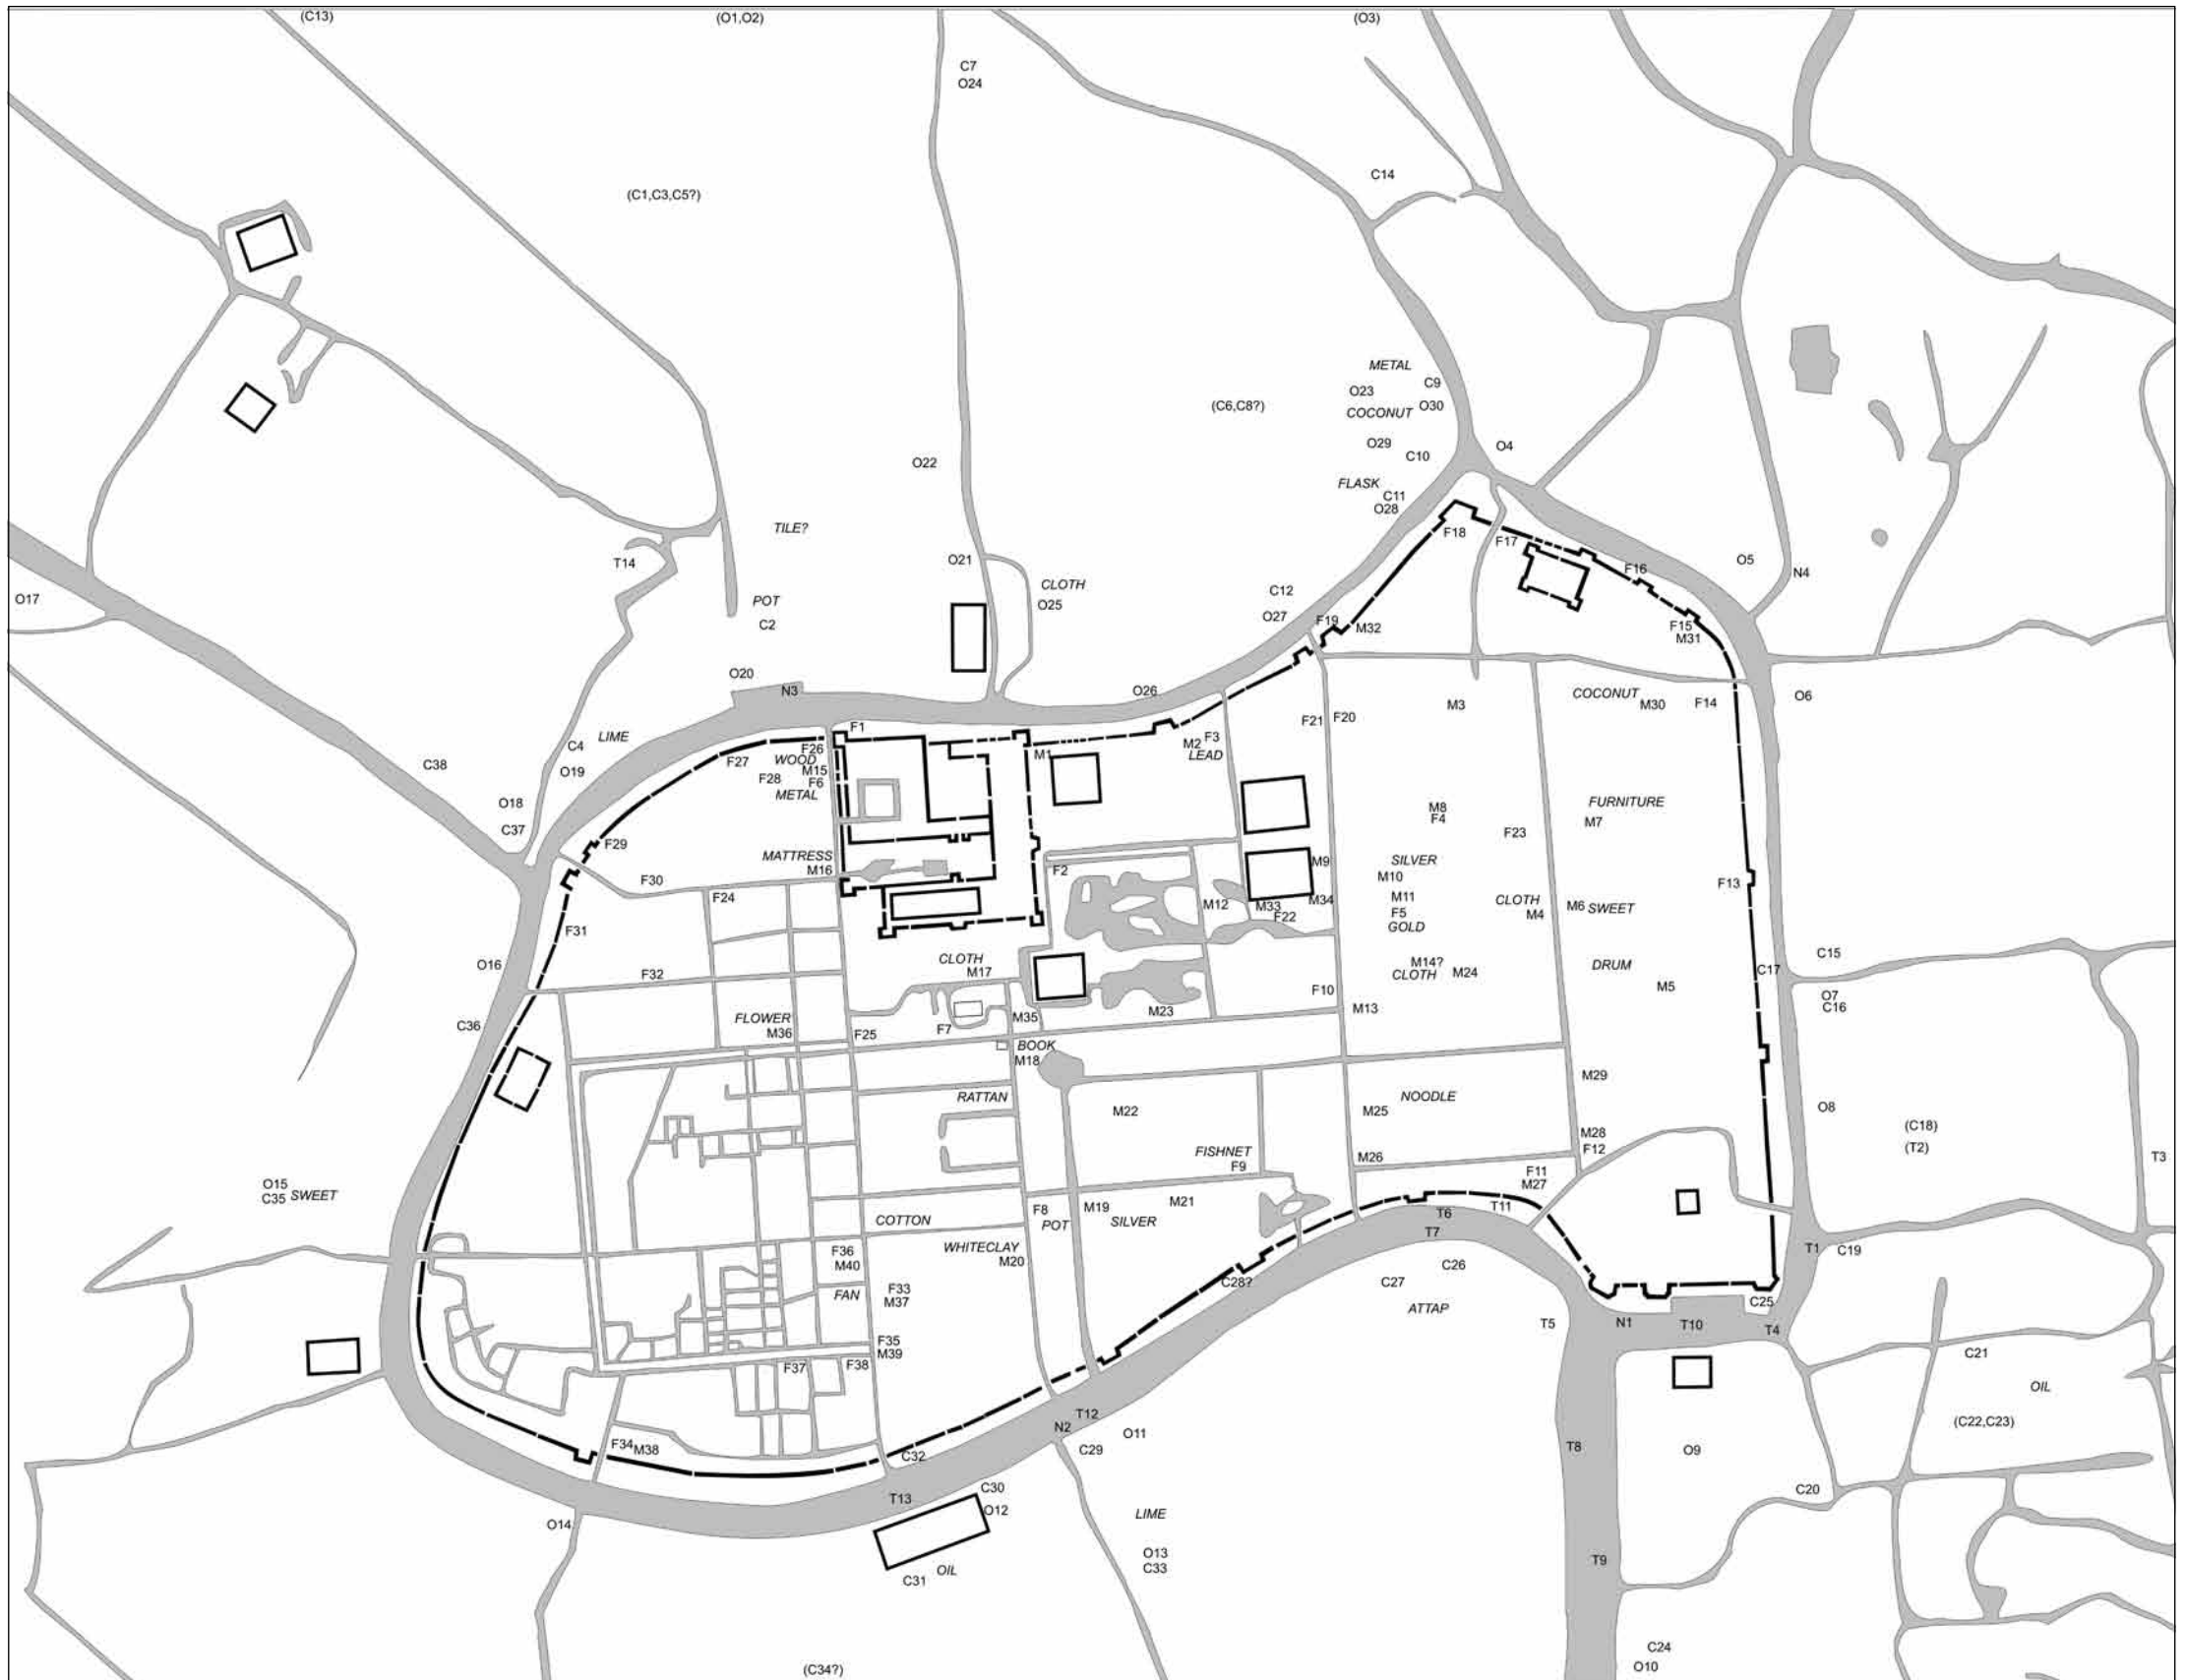 (C13)
(O1,O2)
(O3)
C7
O24
C14
(C1,C3,C5?)
METAL
C9
O23
O30
COCONUT
(C6,C8?)
O29
C10
O4
O22
FLASK
C11
O28
TILE?
F18
F17
O21
T14
F16
O5
N4
CLOTH
O25
C12
O27
O17
POT
C2
F19
M32
F15
M31
O20
N3
O26
COCONUT
M30
F14
O6
M3
F21
F20
F1
LIME
C4
F26
WOOD
M15
F6
METAL
F27
F28
M1
M2
F3
LEAD
C38
O19
O18
C37
FURNITURE
M7
M8
F4
F23
F29
MATTRESS
M16
F2
M9
SILVER
M10
F30
F24
M12
M33
F22
M34
M11
F5
GOLD
CLOTH
M4
M6
SWEET
F13
F31
O16
CLOTH
M17
F32
M14?
CLOTH
M24
DRUM
M5
C17
C15
O7
C16
F10
M13
C36
FLOWER
M36
F25
F7
M35
M23
BOOK
M18
M29
RATTAN
M22
M25
NOODLE
O8
(C18)
(T2)
T3
M28
F12
FISHNET
F9
M26
F11
M27
O15
C35
SWEET
F8
POT
M19
M21
SILVER
T6
T7
T11
COTTON
F36
M40
WHITECLAY
M20
T1
C19
C26
C27
C28?
FAN
F33
M37
ATTAP
C25
T5
N1
T10
T4
F35
M39
F37
F38
C21
OIL
(C22,C23)
T12
N2
O11
C29
F34
M38
C32
T8
O9
C20
C30
O12
T13
O14
LIME
O13
C33
C31
OIL
T9
(C34?)
C24
O10